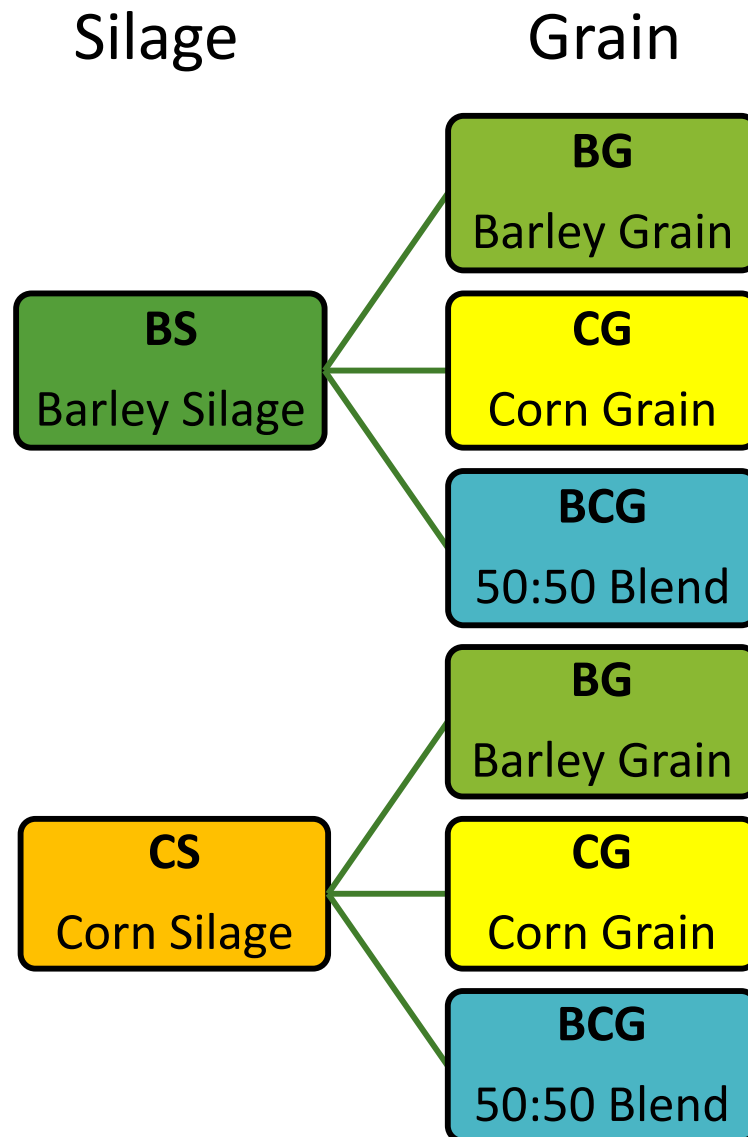 Silage
Grain
BS
Barley Silage
BG
Barley Grain
CG
Corn Grain
BCG
50:50 Blend
CS
Corn Silage
BG
Barley Grain
CG
Corn Grain
BCG
50:50 Blend